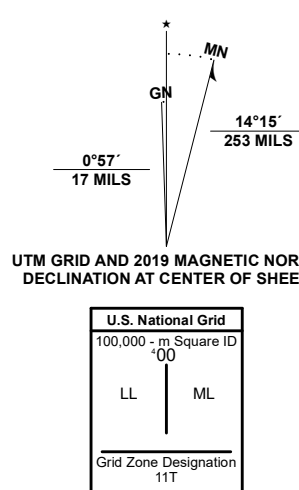 ★
MN
GN
14°15´
253 MILS
0°57´
17 MILS
UTM GRID AND 2019 MAGNETIC NOR
DECLINATION AT CENTER OF SHEE
U.S. National Grid
100,000 - m Square ID
⁴00
LL ML
Grid Zone Designation
11T